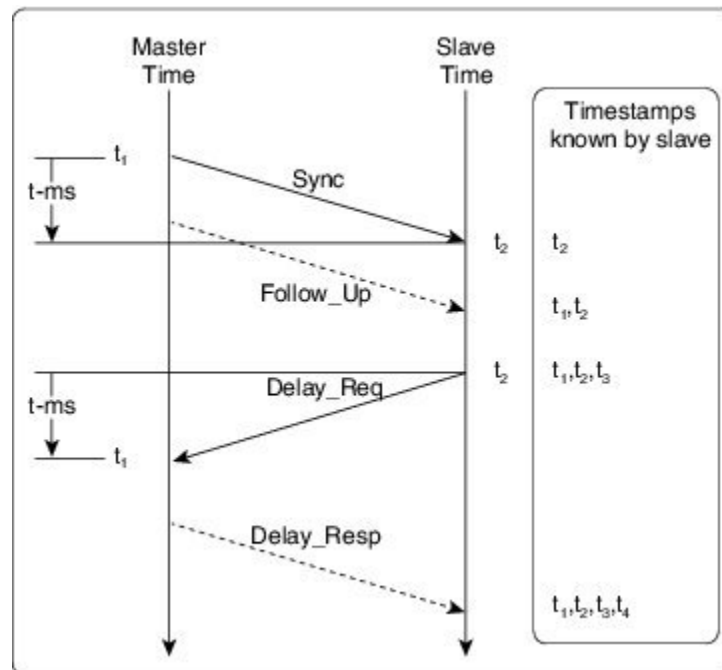 Master
Time
Slave
Time
Timestamps
known by slave
t₁
Sync
t-ms
t₂
t₂
Follow_Up
t₁,t₂
t₂
t₁,t₂,t₃
Delay_Req
t-ms
t₁
Delay_Resp
t₁,t₂,t₃,t₄